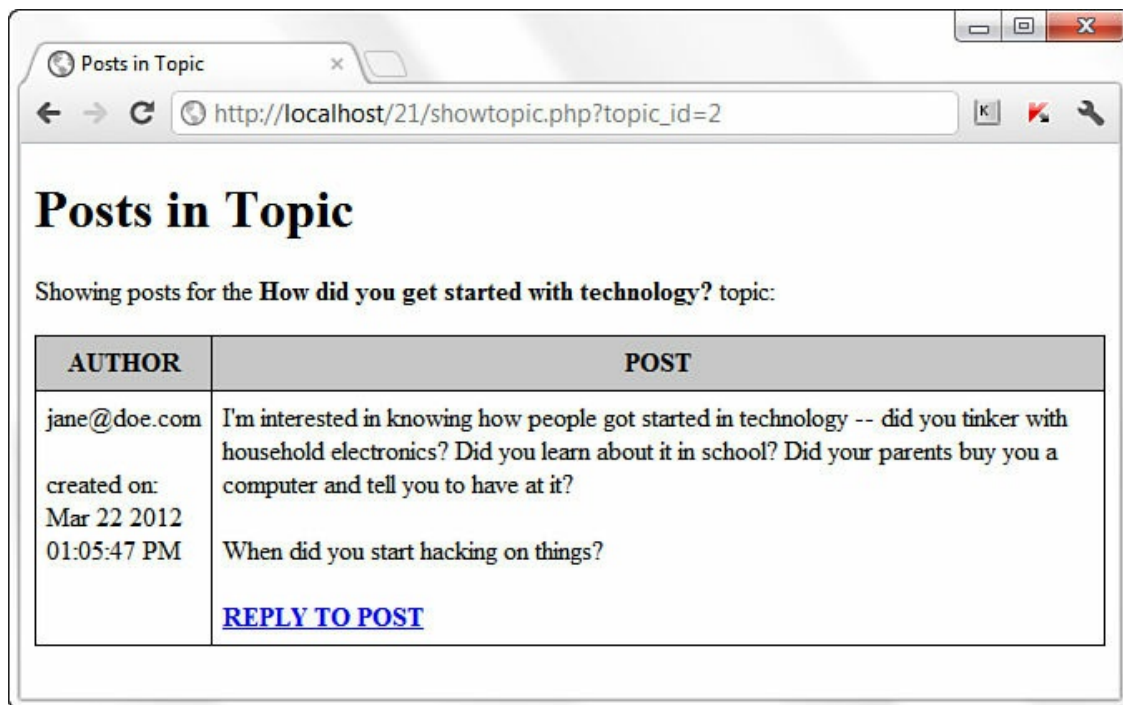 Posts in Topic
http://localhost/21/showtopic.php?topic_id=2
K
Posts in Topic
Showing posts for the How did you get started with technology? topic:
AUTHOR
POST
jane@doe.com
created on:
Mar 22 2012
01:05:47 PM
I'm interested in knowing how people got started in technology -- did you tinker with
household electronics? Did you learn about it in school? Did your parents buy you a
computer and tell you to have at it?
When did you start hacking on things?
REPLY TO POST